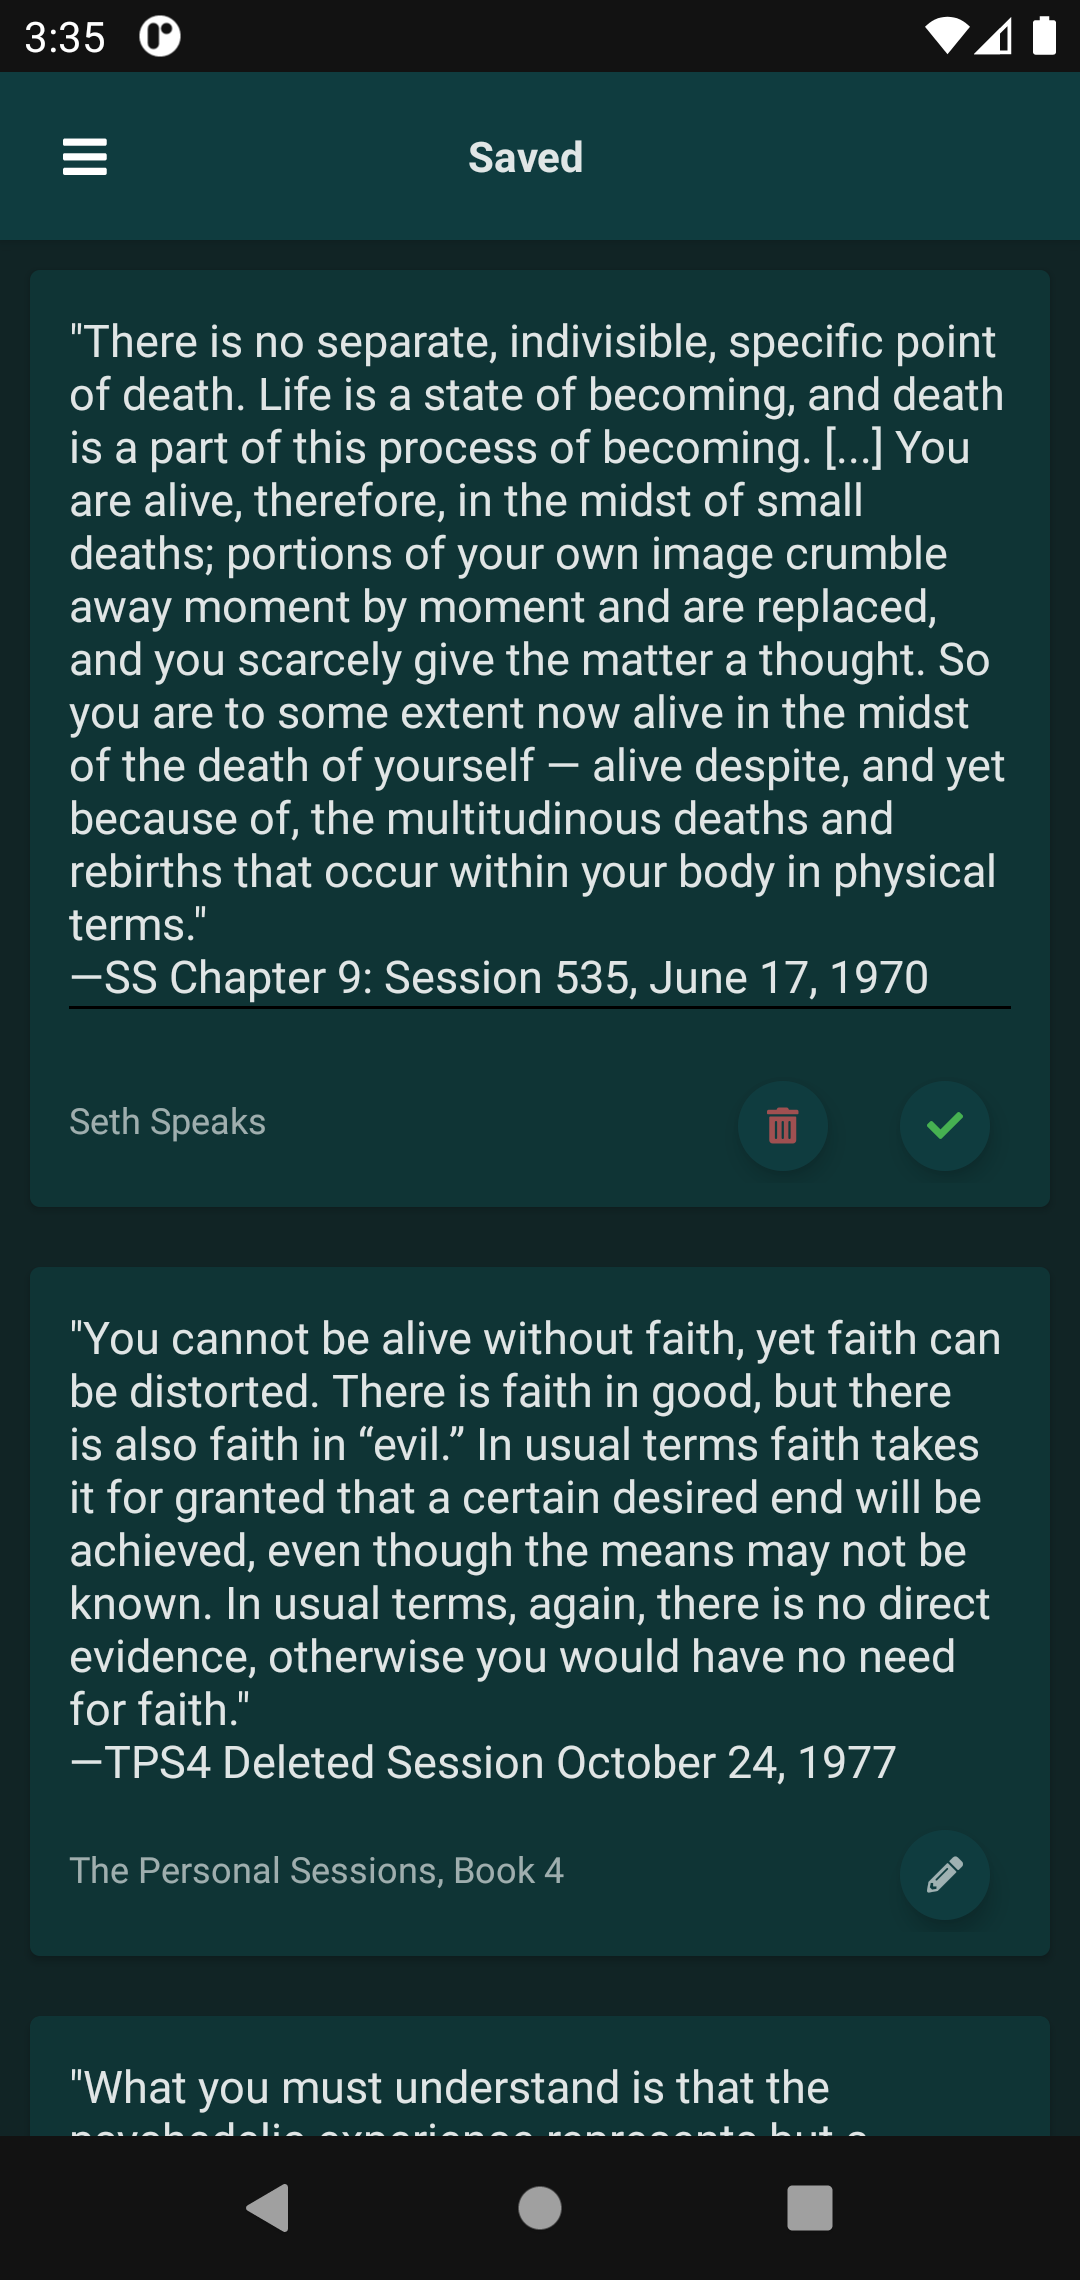 3:35
Saved
"There is no separate, indivisible, specific point
of death. Life is a state of becoming, and death
is a part of this process of becoming. [...] You
are alive, therefore, in the midst of small
deaths; portions of your own image crumble
away moment by moment and are replaced,
and you scarcely give the matter a thought. So
you are to some extent now alive in the midst
of the death of yourself — alive despite, and yet
because of, the multitudinous deaths and
rebirths that occur within your body in physical
terms."
—SS Chapter 9: Session 535, June 17, 1970
Seth Speaks
"You cannot be alive without faith, yet faith can
be distorted. There is faith in good, but there
is also faith in “evil.” In usual terms faith takes
it for granted that a certain desired end will be
achieved, even though the means may not be
known. In usual terms, again, there is no direct
evidence, otherwise you would have no need
for faith."
—TPS4 Deleted Session October 24, 1977
The Personal Sessions, Book 4
"What you must understand is that the
psychedelic experience represents but a